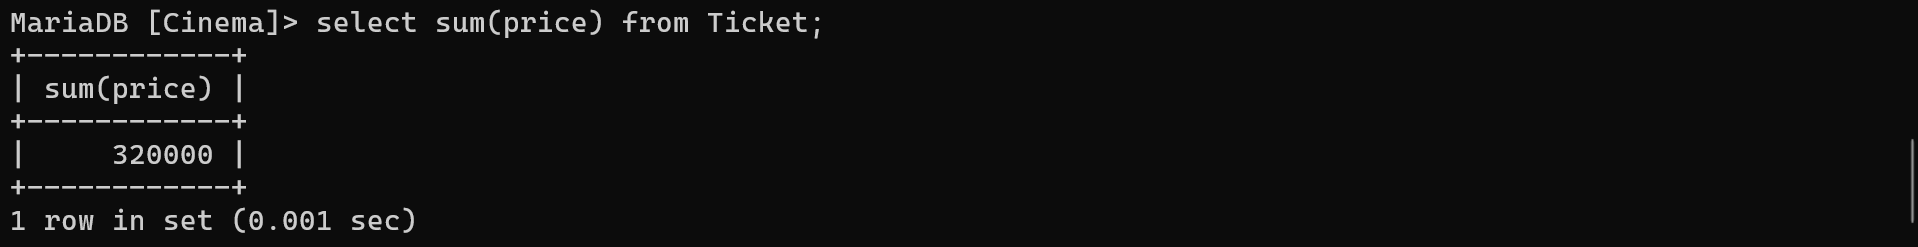 MariaDB [Cinema]> select sum(price) from Ticket;
+------------+
| sum(price) |
+------------+
|     320000 |
+------------+
1 row in set (0.001 sec)